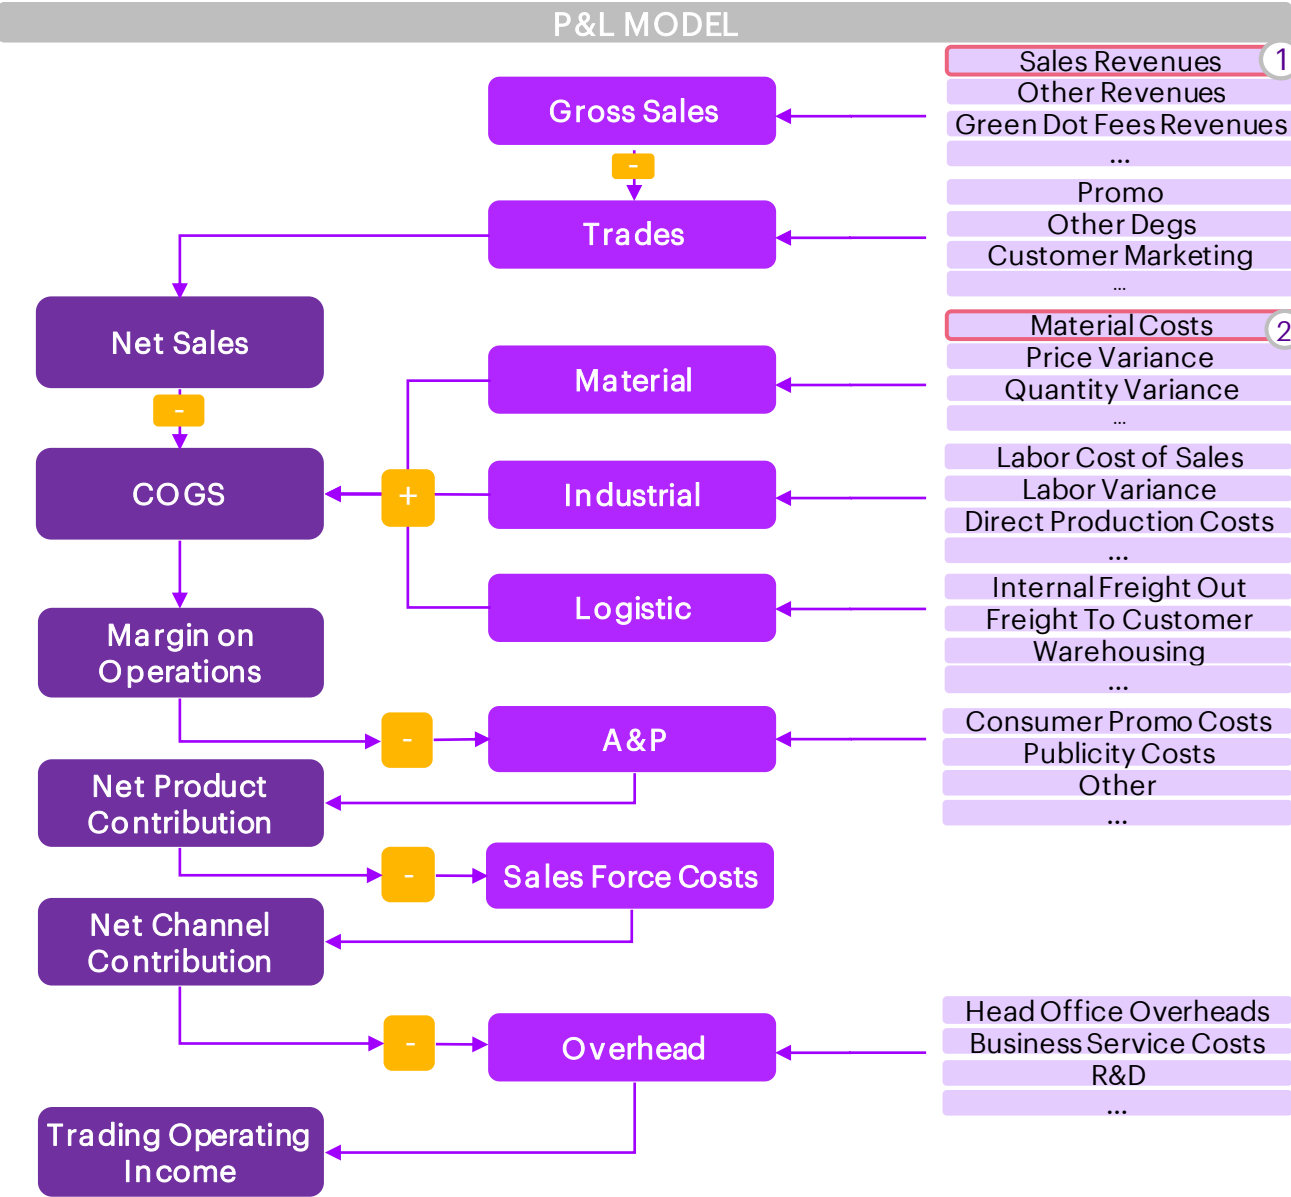 P&L MODEL
Sales Revenues
1
Other Revenues
Green Dot Fees Revenues
...
Gross Sales
-
Promo
Other Degs
Customer Marketing
...
Trades
Net Sales
-
Material Costs
2
Price Variance
Quantity Variance
...
Material
Labor Cost of Sales
Labor Variance
Direct Production Costs
...
COGS
+
Industrial
Internal Freight Out
Freight To Customer
Warehousing
...
Logistic
Margin on
Operations
-
A&P
Consumer Promo Costs
Publicity Costs
Other
...
Net Product
Contribution
-
Sales Force Costs
Net Channel
Contribution
-
Overhead
Head Office Overheads
Business Service Costs
R&D
...
Trading Operating
Income